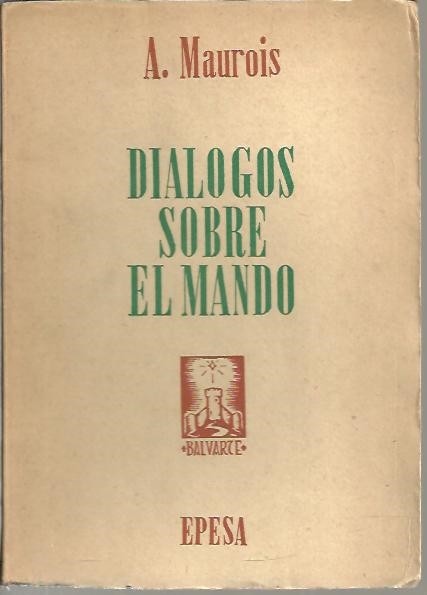 A. Maurois
DIALOGOS
SOBRE
EL MANDO
BALVARTE
EPESA